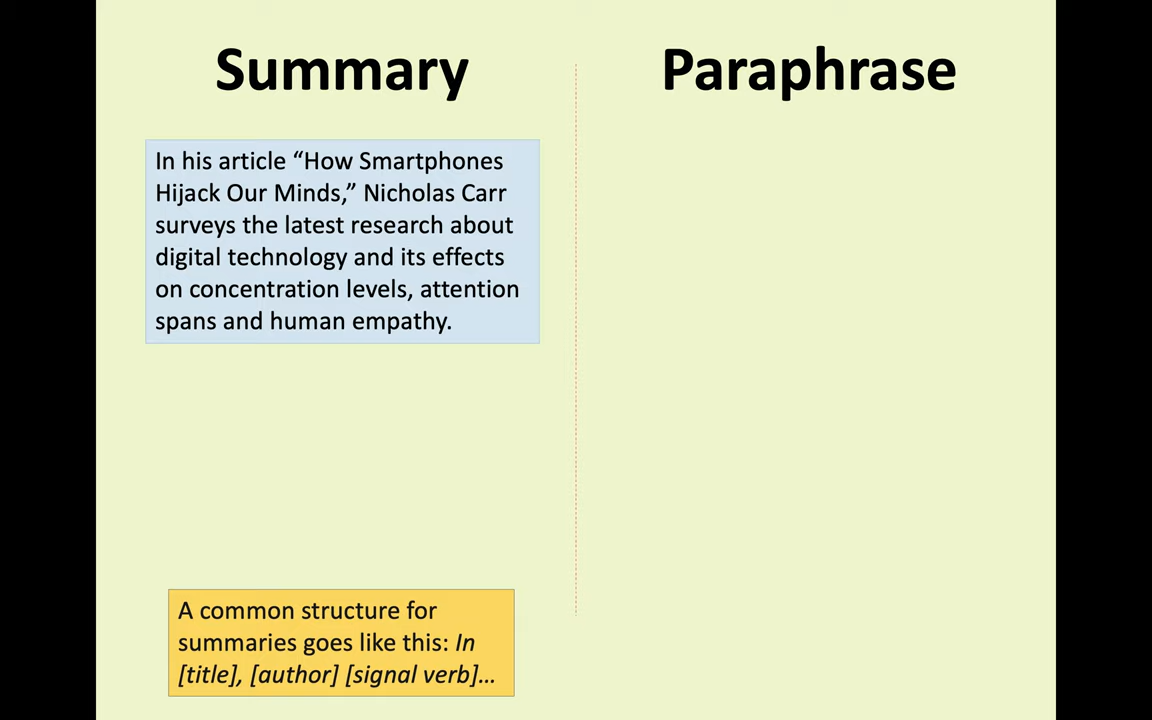 Summary
Paraphrase
In his article “How Smartphones
Hijack Our Minds,” Nicholas Carr
surveys the latest research about
digital technology and its effects
on concentration levels, attention
spans and human empathy.
A common structure for
summaries goes like this: In
[title], [author] [signal verb]…